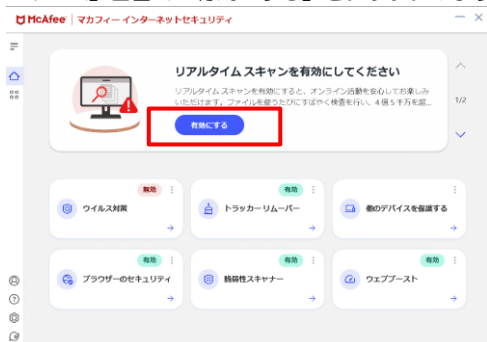 McAfee | マカフィー インターネットセキュリティ
リアルタイム スキャンを有効にしてください
リアルタイム スキャンを有効にすると、オンライン活動を安心してお楽しみ
いただけます。ファイルを使うたびにすばやく検査を行い、4 億 5 千万を超...
有効にする
1/2
無効
ウイルス対策
有効
トラッカー リムーバー
他のデバイスを保護する
有効
ブラウザーのセキュリティ
有効
脆弱性スキャナー
有効
ウェブブースト